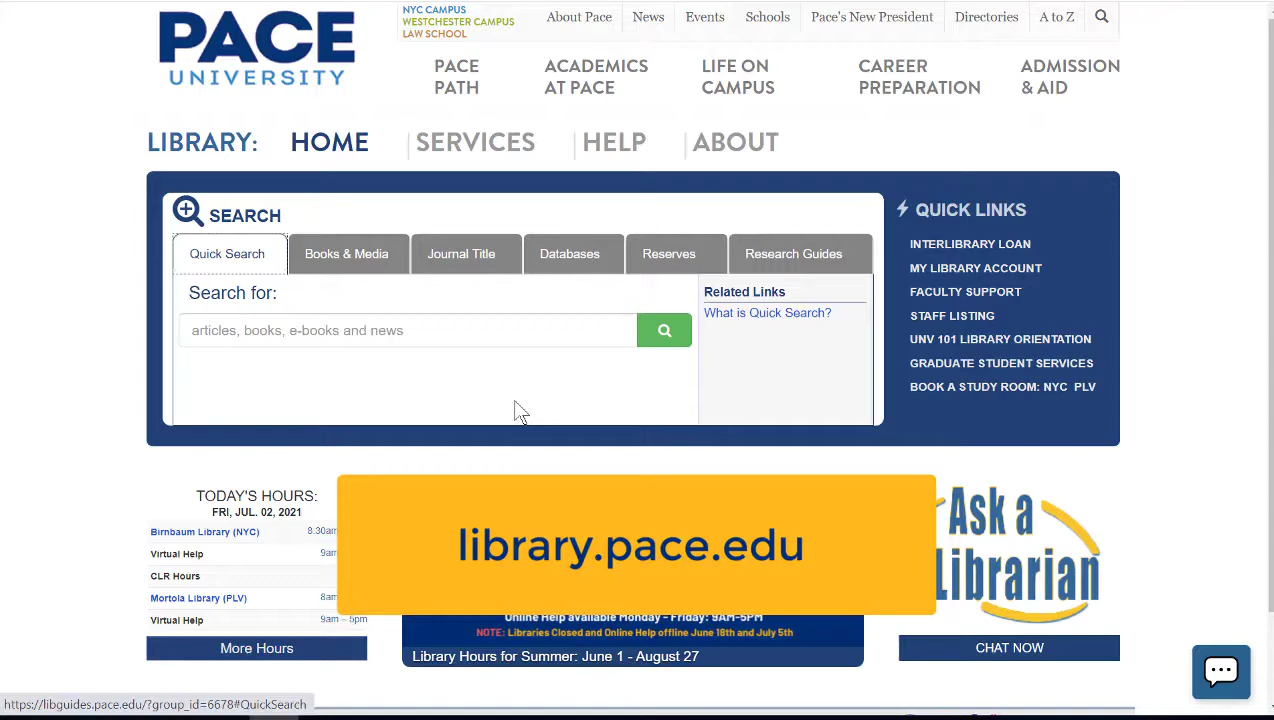 PACE
UNIVERSITY
NYC CAMPUS
WESTCHESTER CAMPUS
LAW SCHOOL
About Pace
News
Events
Schools
Pace's New President
Directories
A to Z
PACE
PATH
ACADEMICS
AT PACE
LIFE ON
CAMPUS
CAREER
PREPARATION
ADMISSION
& AID
LIBRARY:
HOME
SERVICES
HELP
ABOUT
SEARCH
Quick Search
Books & Media
Journal Title
Databases
Reserves
Research Guides
Search for:
articles, books, e-books and news
Related Links
What is Quick Search?
QUICK LINKS
INTERLIBRARY LOAN
MY LIBRARY ACCOUNT
FACULTY SUPPORT
STAFF LISTING
UNV 101 LIBRARY ORIENTATION
GRADUATE STUDENT SERVICES
BOOK A STUDY ROOM: NYC PLV
TODAY'S HOURS:
FRI, JUL. 02, 2021
Birnbaum Library (NYC) 8:30am
Virtual Help 9am
CLR Hours
Mortola Library (PLV) 8am
Virtual Help 9am – 5pm
More Hours
library.pace.edu
Online Help available Monday - Friday: 9AM-5PM
NOTE: Libraries Closed and Online Help offline June 18th and July 5th
Library Hours for Summer: June 1 - August 27
Ask a
Librarian
CHAT NOW
https://libguides.pace.edu/?group_id=6678#QuickSearch